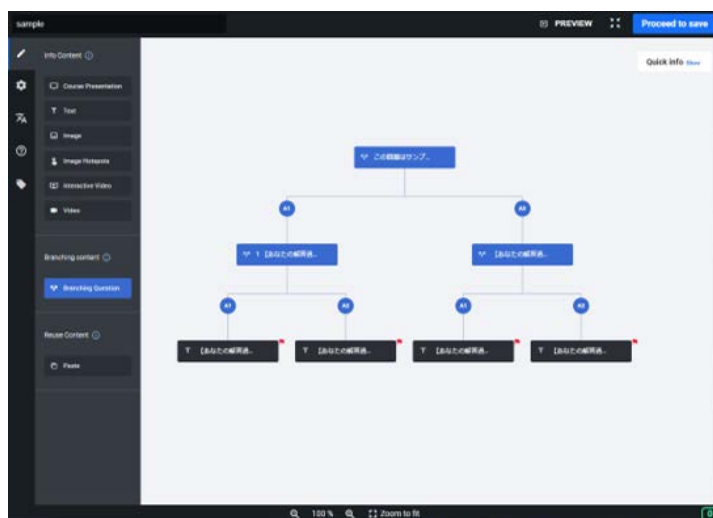 sample
PREVIEW
Proceed to save
Info Content
Course Presentation
Text
Image
Image Hotspots
Interactive Video
Video
Branching content
Branching Question
Reuse Content
Paste
Quick info Show
この問題はサンプ...
A1
A2
1 【あなたの解答過...
【あなたの解答過...
A1
A2
A1
A2
【あなたの解答過...
【あなたの解答過...
【あなたの解答過...
【あなたの解答過...
100 %
Zoom to fit